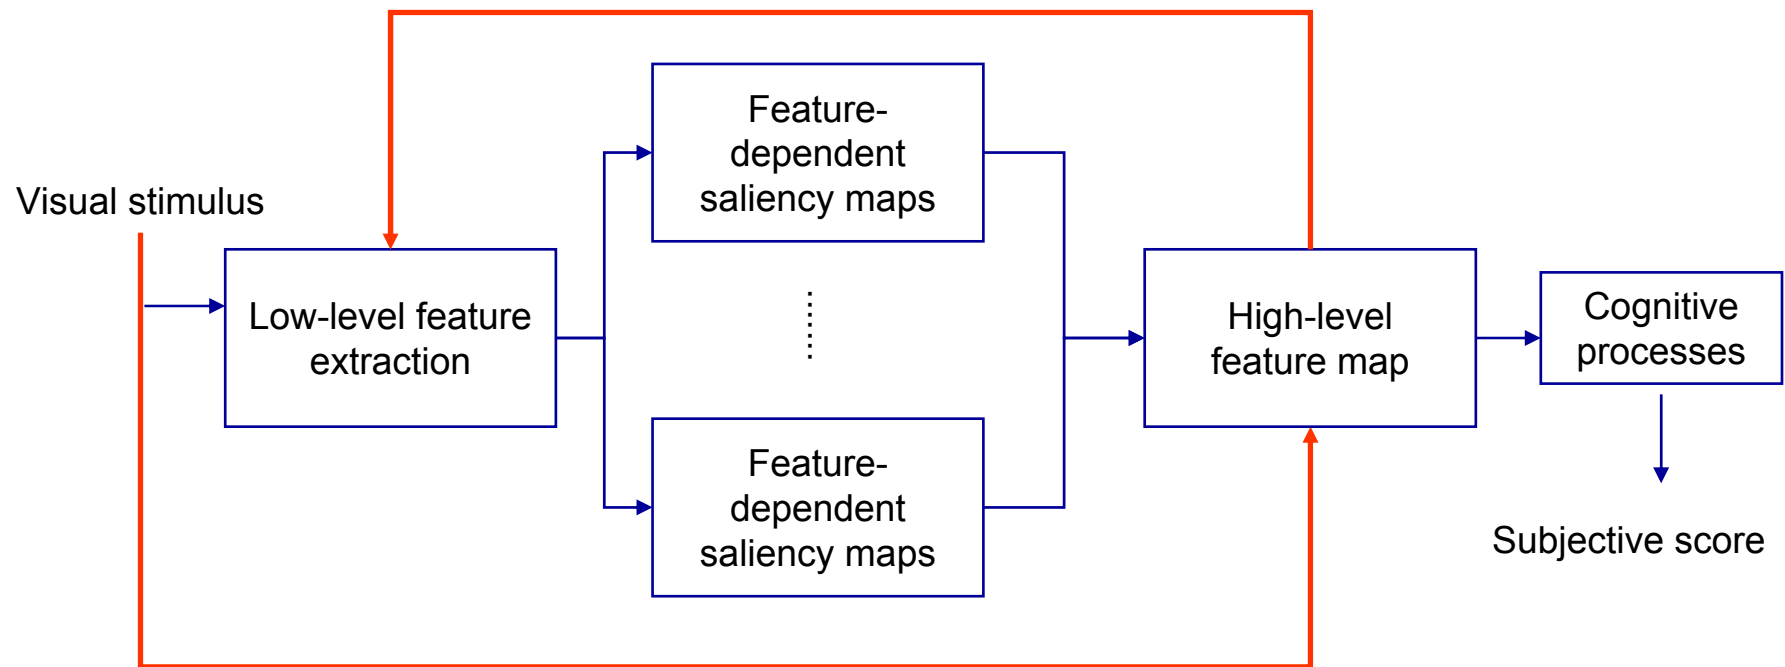 Visual stimulus
Low-level feature
extraction
Feature-
dependent
saliency maps
Feature-
dependent
saliency maps
High-level
feature map
Cognitive
processes
Subjective score